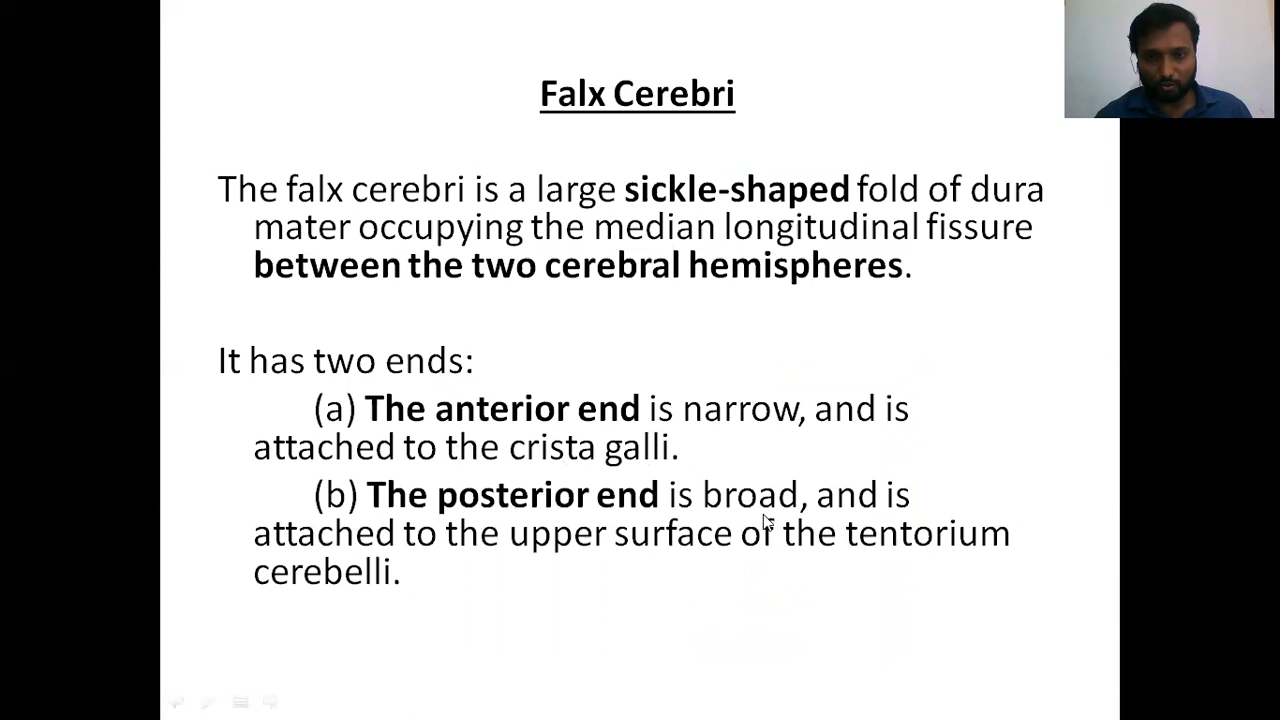 Falx Cerebri
The falx cerebri is a large sickle-shaped fold of dura
mater occupying the median longitudinal fissure
between the two cerebral hemispheres.
It has two ends:
(a) The anterior end is narrow, and is
attached to the crista galli.
(b) The posterior end is broad, and is
attached to the upper surface of the tentorium
cerebelli.